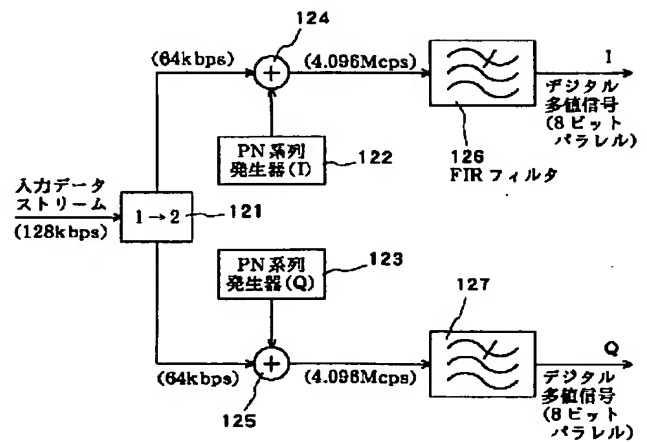 124
(64kbps)
(4.096Mcps)
I
デジタル
多値信号
(8ビット
パラレル)
126
FIRフィルタ
PN系列
発生器(I)
122
入力データ
ストリーム
(128kbps)
1→2
121
PN系列
発生器(Q)
123
127
Q
(64kbps)
125
(4.096Mcps)
デジタル
多値信号
(8ビット
パラレル)